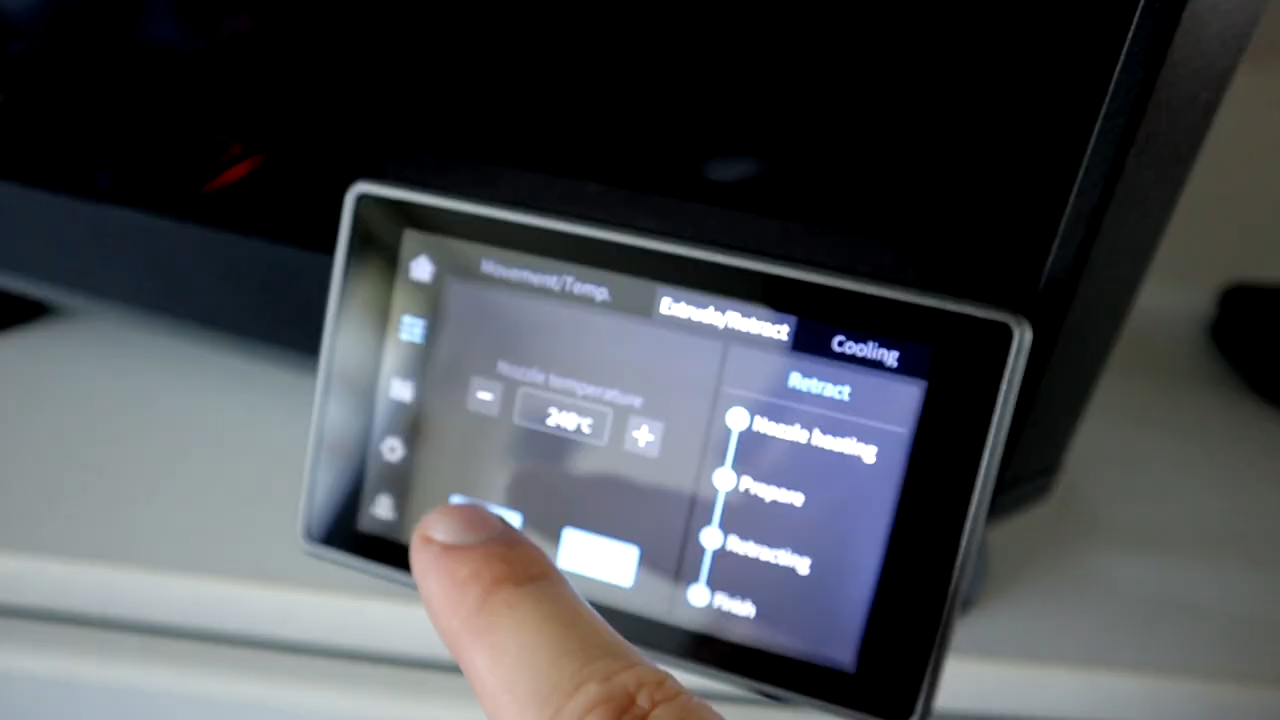 Movement/Temp.
Extrude/Retract
Cooling
Nozzle temperature
-
240°C
+
Retract
Nozzle heating
Prepare
Retracting
Finish